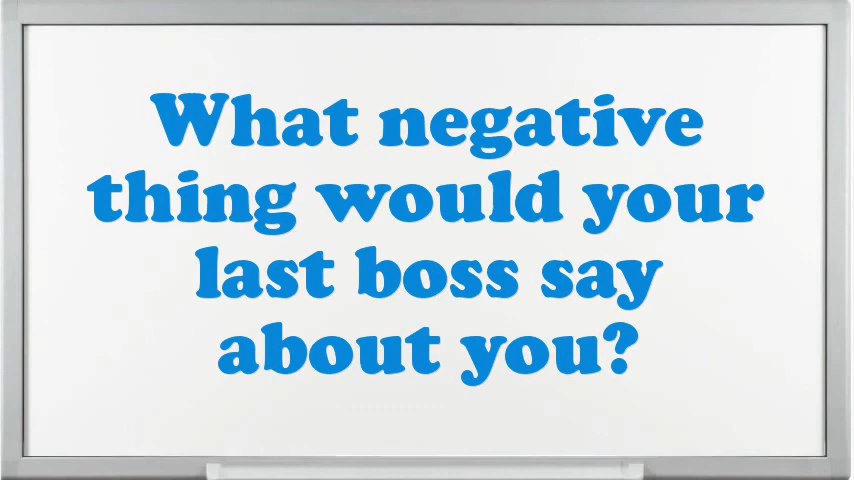 What negative
thing would your
last boss say
about you?